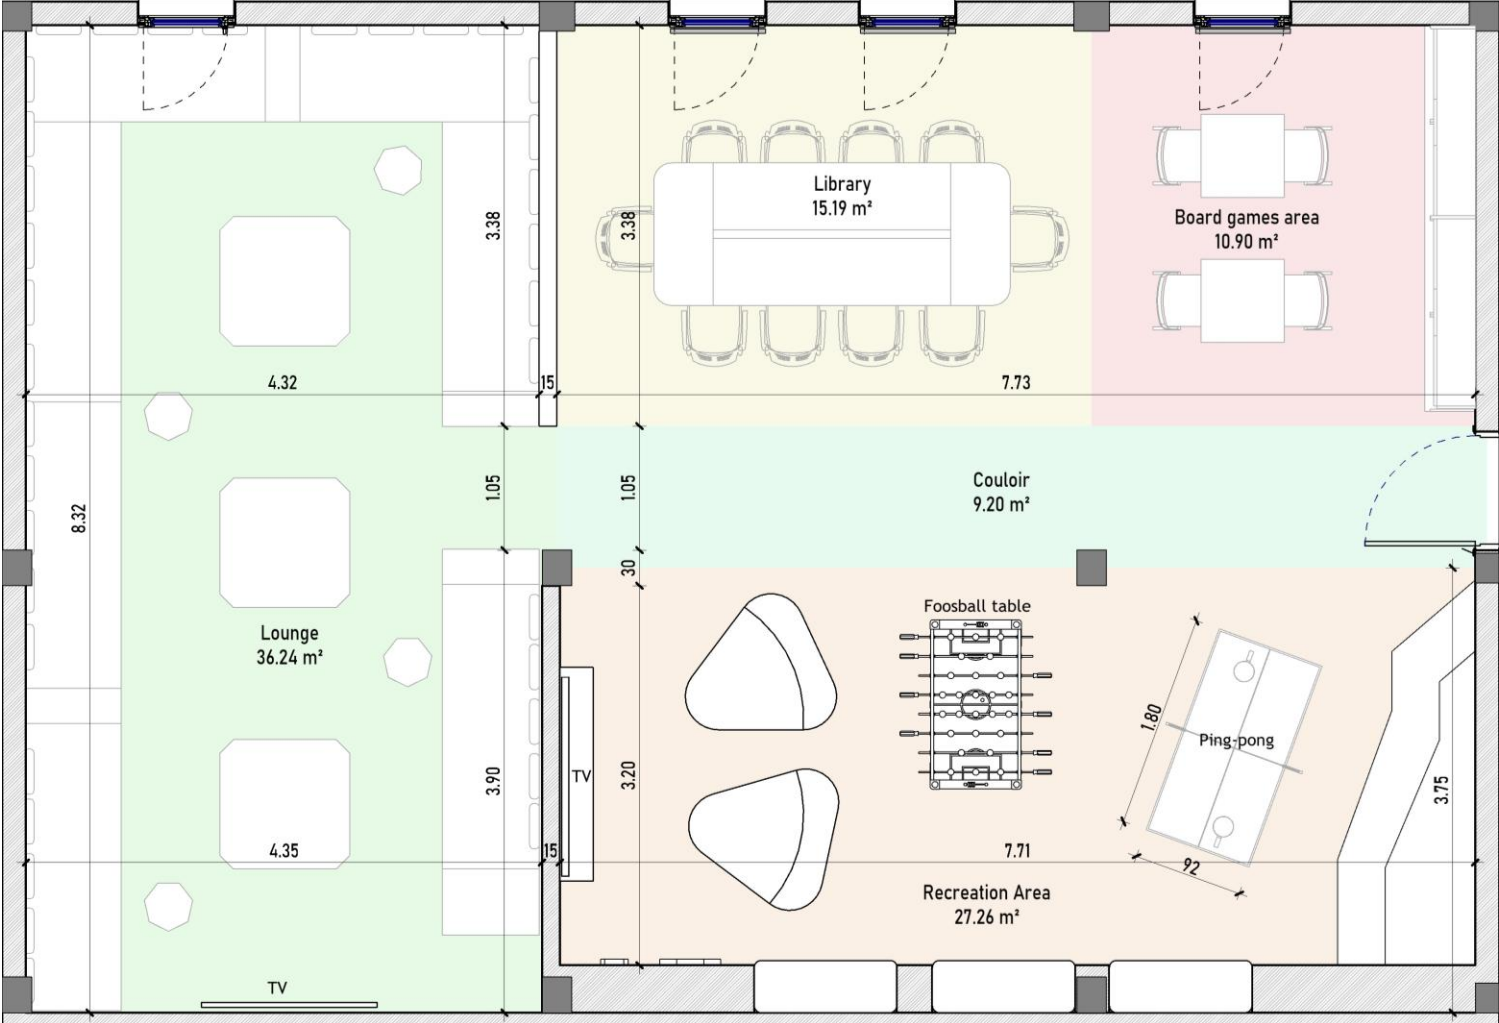 3.38
3.38
Library
15.19 m²
Board games area
10.90 m²
4.32
15
7.73
8.32
1.05
1.05
Couloir
9.20 m²
30
Lounge
36.24 m²
Foosball table
1.80
Ping-pong
TV
3.90
3.20
3.75
4.35
15
7.71
92
Recreation Area
27.26 m²
TV